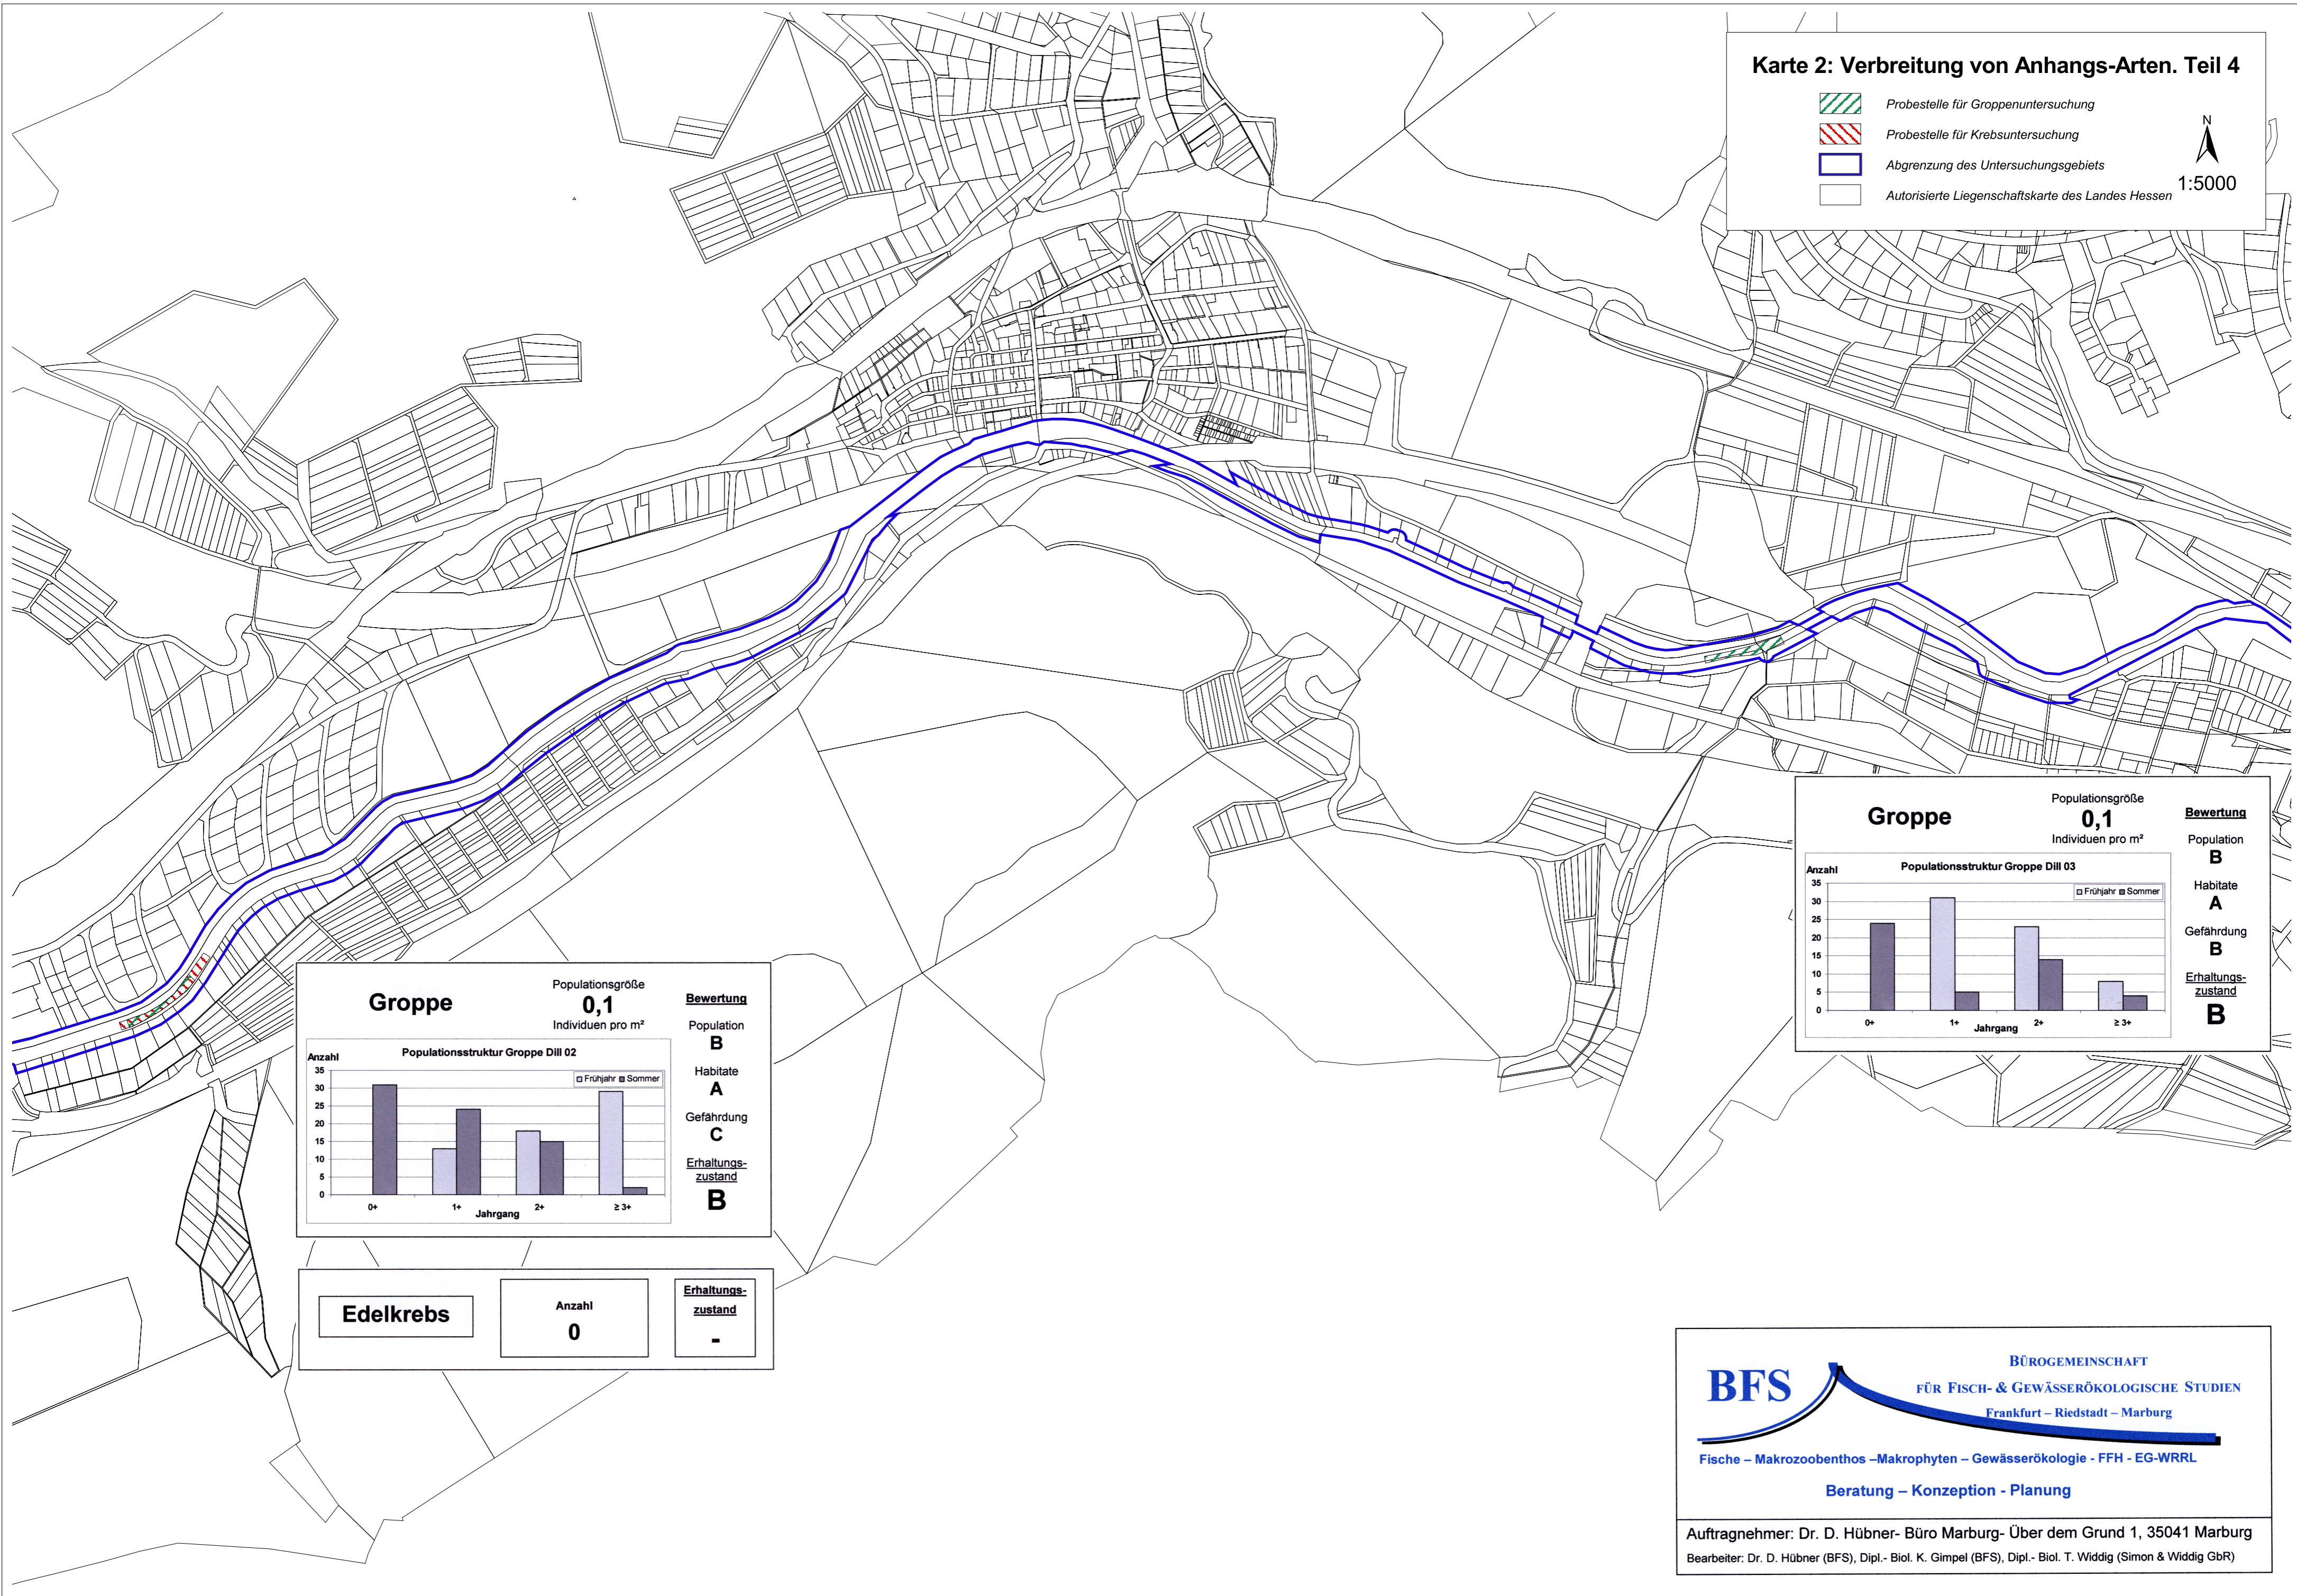 Karte 2: Verbreitung von Anhangs-Arten. Teil 4
Probestelle für Groppenuntersuchung
Probestelle für Krebsuntersuchung
Abgrenzung des Untersuchungsgebiets
Autorisierte Liegenschaftskarte des Landes Hessen
N
1:5000
Groppe
Populationsgröße
0,1
Individuen pro m²
Bewertung
Population
B
Habitate
A
Gefährdung
B
Erhaltungs-
zustand
B
Populationsstruktur Groppe Dill 03
Anzahl
Frühjahr Sommer
35
30
25
20
15
10
5
0
0+ 1+ 2+ ≥ 3+
Jahrgang
Groppe
Populationsgröße
0,1
Individuen pro m²
Bewertung
Population
B
Habitate
A
Gefährdung
C
Erhaltungs-
zustand
B
Populationsstruktur Groppe Dill 02
Anzahl
Frühjahr Sommer
35
30
25
20
15
10
5
0
0+ 1+ 2+ ≥ 3+
Jahrgang
Edelkrebs
Anzahl
0
Erhaltungs-
zustand
-
BFS
BÜROGEMEINSCHAFT
FÜR FISCH- & GEWÄSSERÖKOLOGISCHE STUDIEN
Frankfurt – Riedstadt – Marburg
Fische – Makrozoobenthos –Makrophyten – Gewässerökologie - FFH - EG-WRRL
Beratung – Konzeption - Planung
Auftragnehmer: Dr. D. Hübner- Büro Marburg- Über dem Grund 1, 35041 Marburg
Bearbeiter: Dr. D. Hübner (BFS), Dipl.- Biol. K. Gimpel (BFS), Dipl.- Biol. T. Widdig (Simon & Widdig GbR)